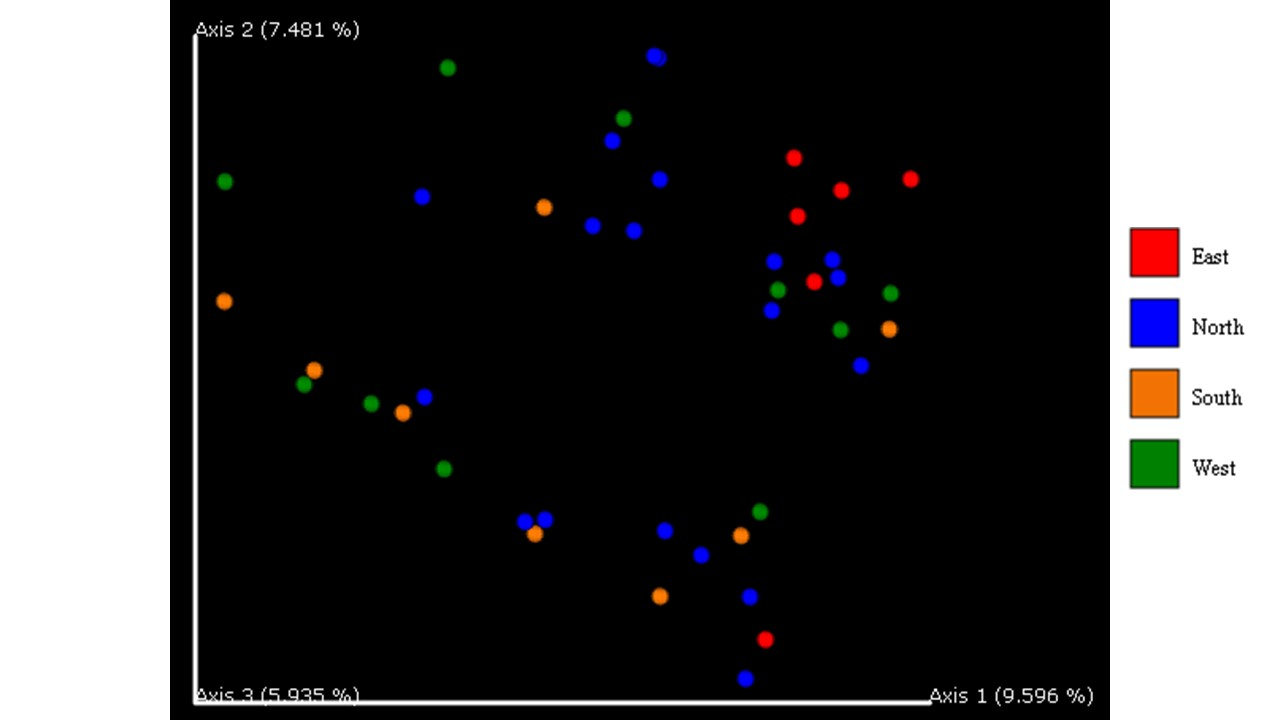 Axis 2 (7.481 %)
East
North
South
West
Axis 3 (5.935 %)
Axis 1 (9.596 %)